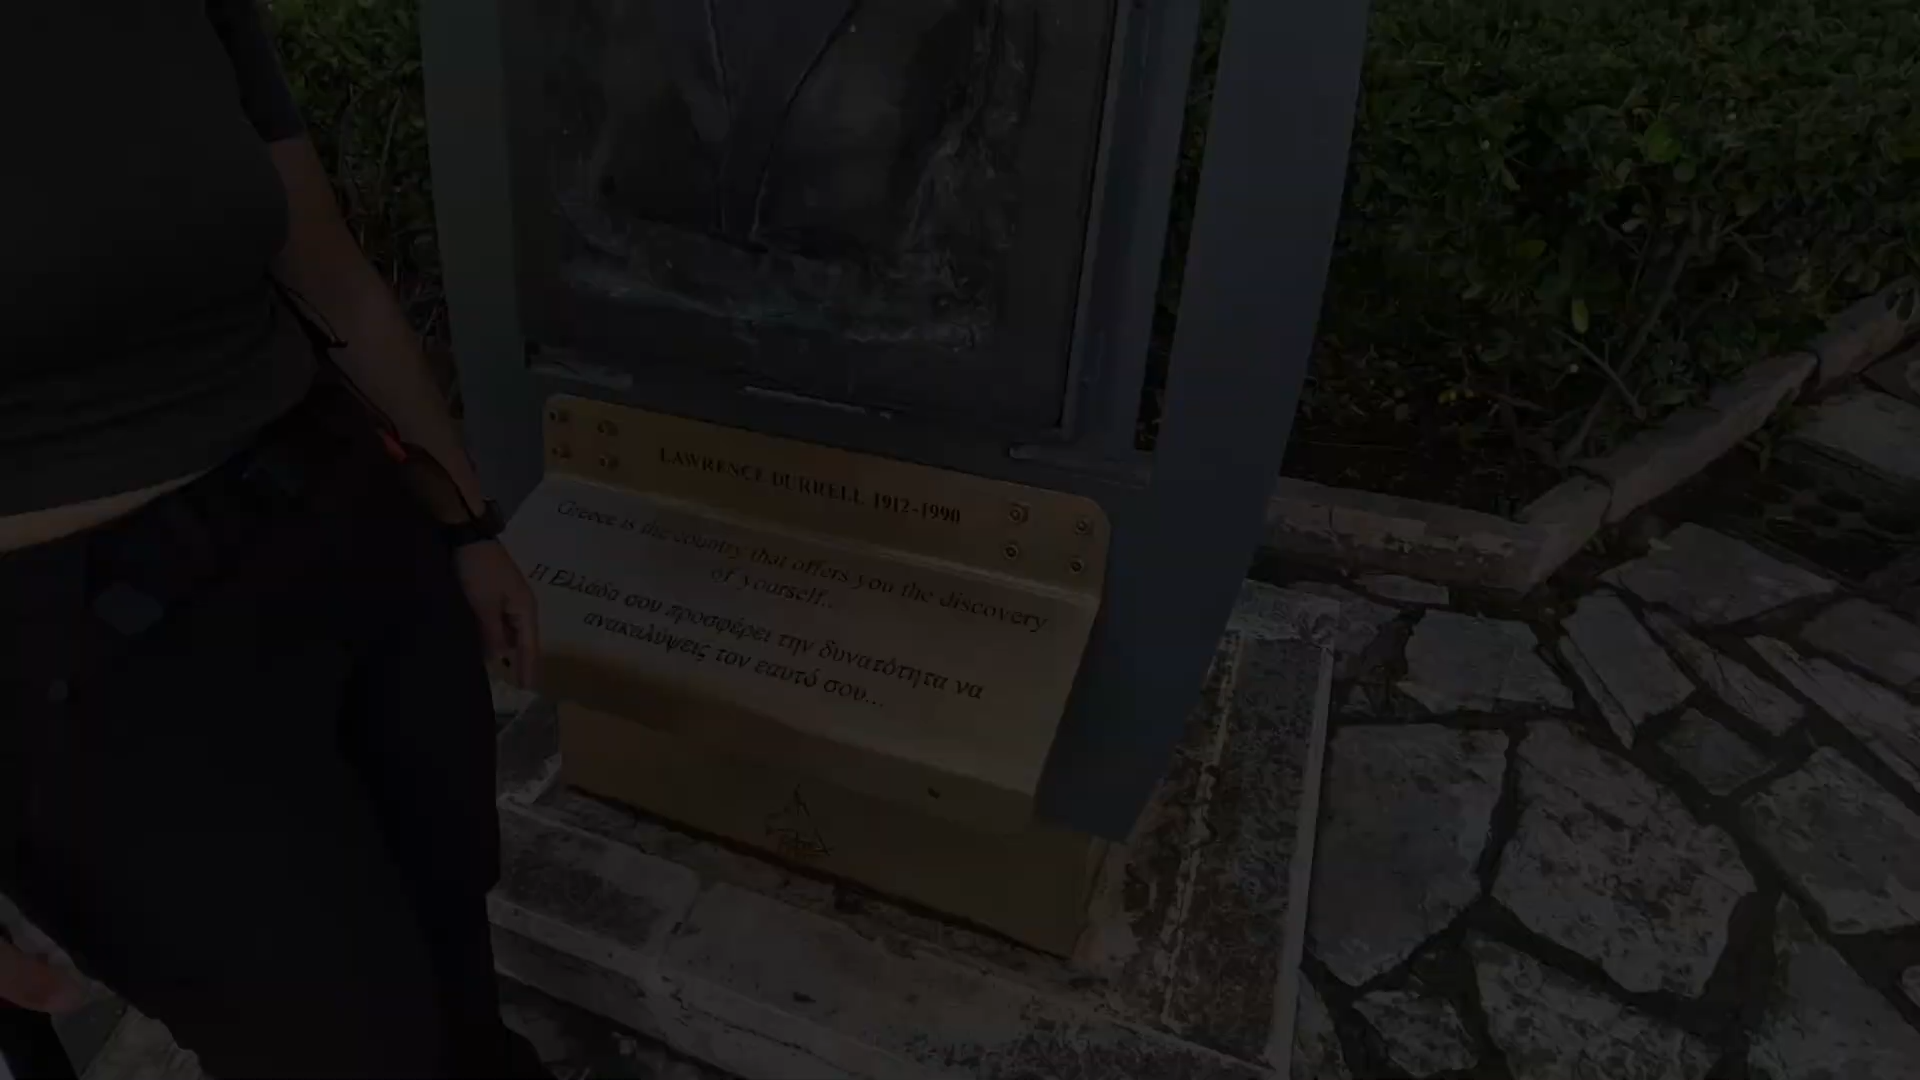 LAWRENCE DURRELL 1912-1990
Greece is the country that offers you the discovery
of yourself..
Η Ελλάδα σου προσφέρει την δυνατότητα να
ανακαλύψεις τον εαυτό σου...